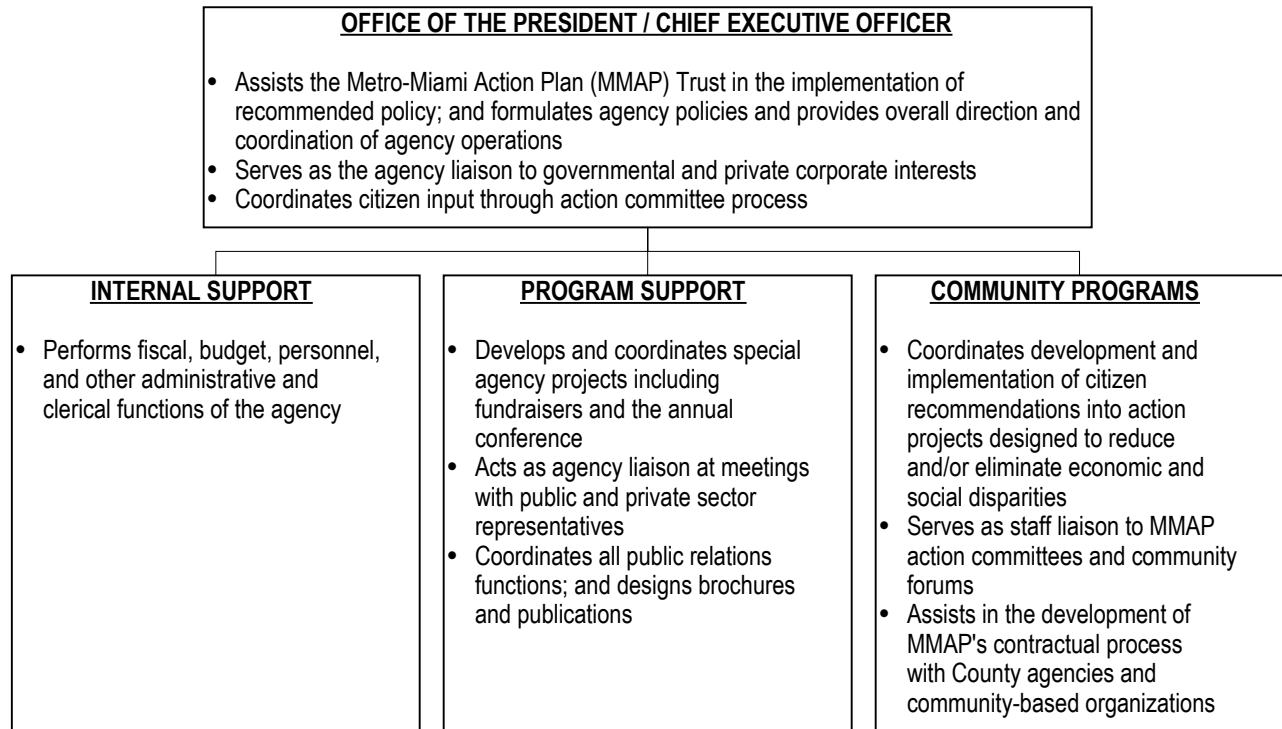 OFFICE OF THE PRESIDENT / CHIEF EXECUTIVE OFFICER
• Assists the Metro-Miami Action Plan (MMAP) Trust in the implementation of
recommended policy; and formulates agency policies and provides overall direction and
coordination of agency operations
• Serves as the agency liaison to governmental and private corporate interests
• Coordinates citizen input through action committee process
INTERNAL SUPPORT
• Performs fiscal, budget, personnel,
and other administrative and
clerical functions of the agency
PROGRAM SUPPORT
• Develops and coordinates special
agency projects including
fundraisers and the annual
conference
• Acts as agency liaison at meetings
with public and private sector
representatives
• Coordinates all public relations
functions; and designs brochures
and publications
COMMUNITY PROGRAMS
• Coordinates development and
implementation of citizen
recommendations into action
projects designed to reduce
and/or eliminate economic and
social disparities
• Serves as staff liaison to MMAP
action committees and community
forums
• Assists in the development of
MMAP's contractual process
with County agencies and
community-based organizations